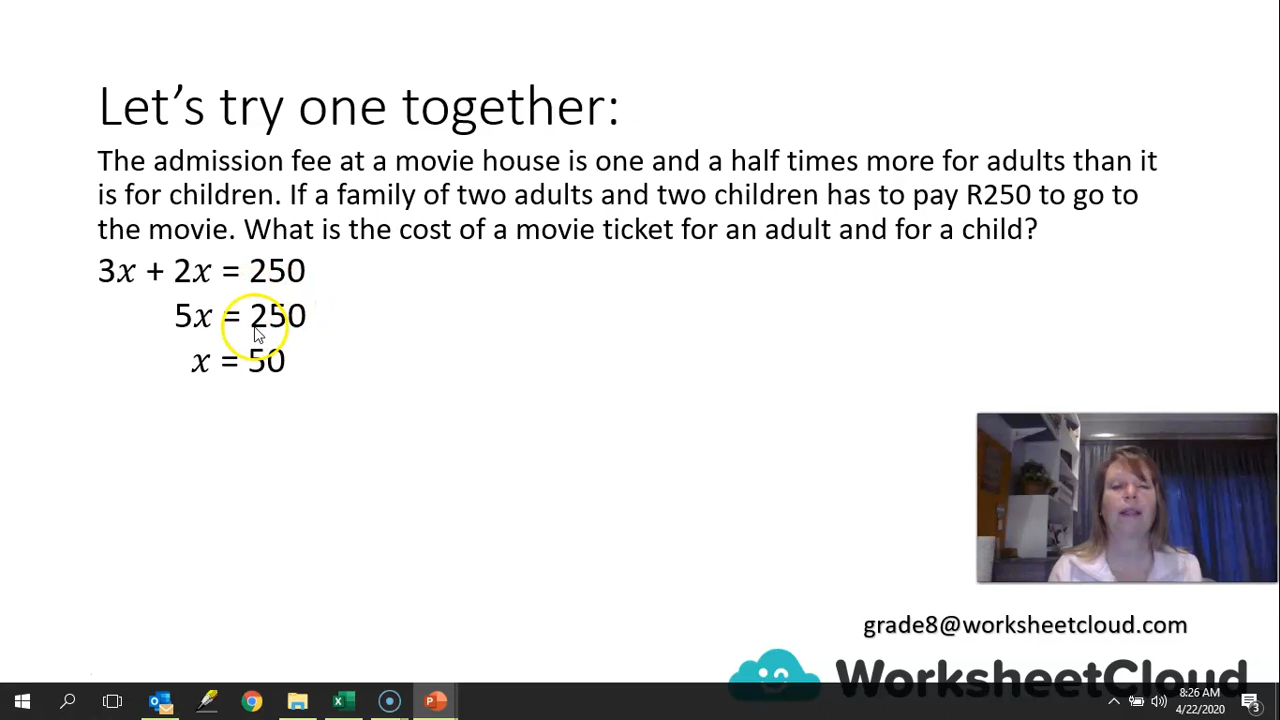 Let's try one together:
The admission fee at a movie house is one and a half times more for adults than it
is for children. If a family of two adults and two children has to pay R250 to go to
the movie. What is the cost of a movie ticket for an adult and for a child?
3x + 2x = 250
5x = 250
x = 50
grade8@worksheetcloud.com
WorksheetCloud
8:26 AM
4/22/2020
3